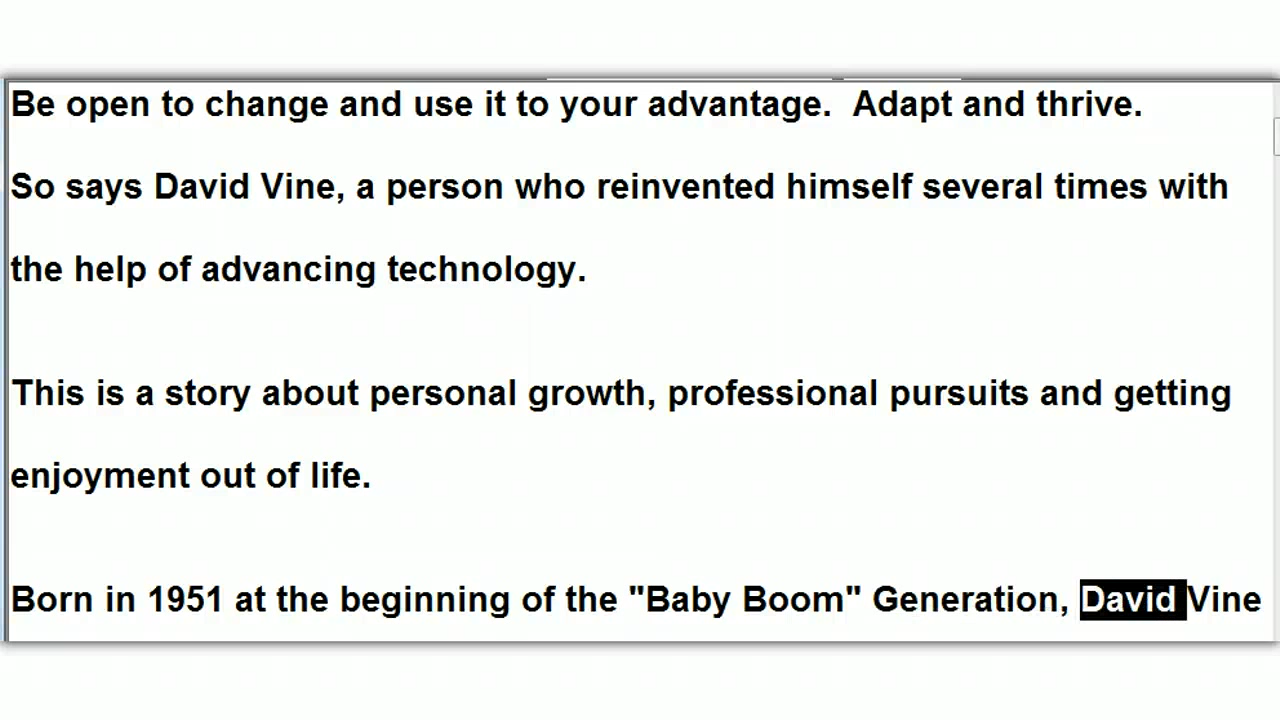 Be open to change and use it to your advantage.  Adapt and thrive.
So says David Vine, a person who reinvented himself several times with
the help of advancing technology.
This is a story about personal growth, professional pursuits and getting
enjoyment out of life.
Born in 1951 at the beginning of the "Baby Boom" Generation, David Vine